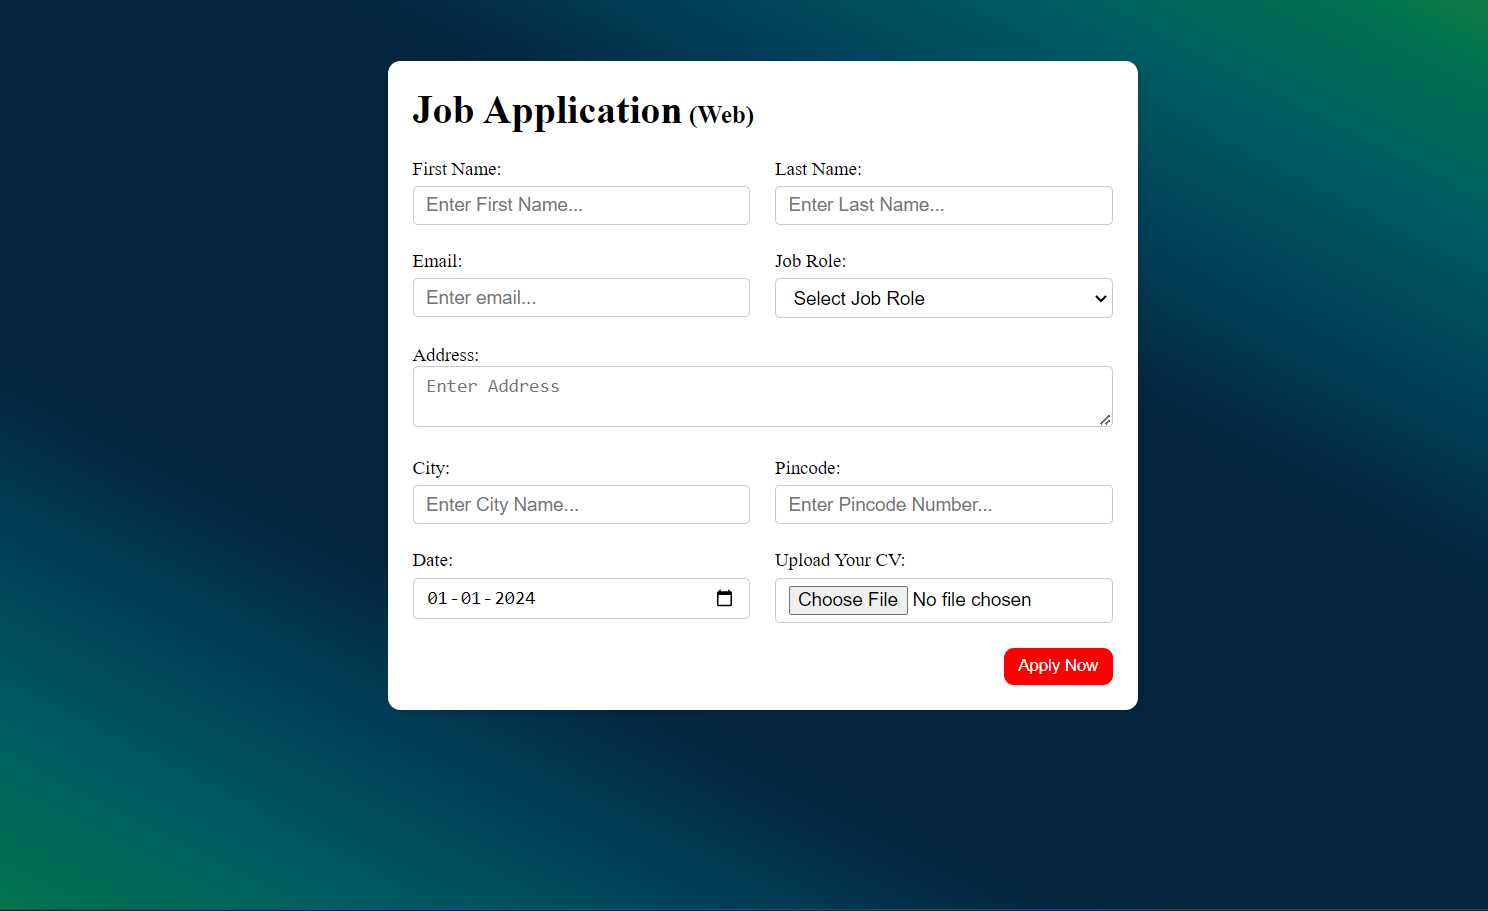 Job Application (Web)
First Name: Last Name:
Enter First Name... Enter Last Name...
Email: Job Role:
Enter email... Select Job Role
Address:
Enter Address
City: Pincode:
Enter City Name... Enter Pincode Number...
Date: Upload Your CV:
01-01-2024 Choose File No file chosen
Apply Now